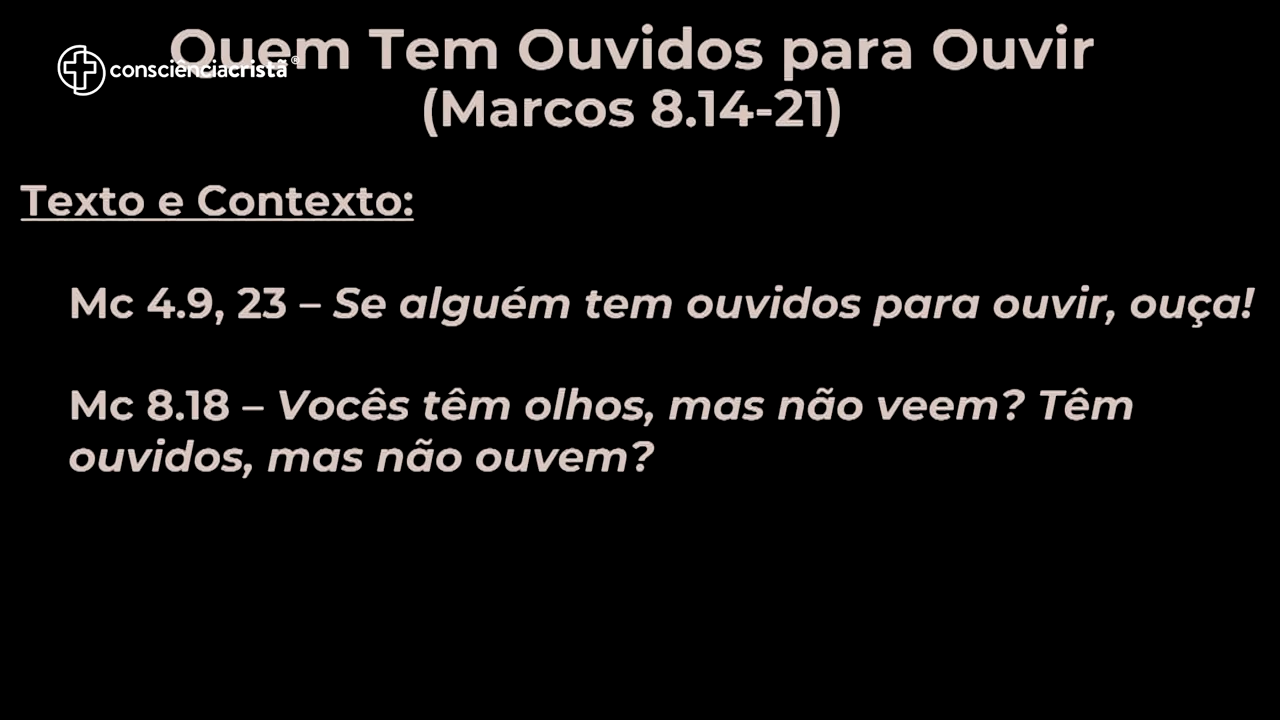 Quem Tem Ouvidos para Ouvir
consciênciacristã®
(Marcos 8.14-21)
Texto e Contexto:
Mc 4.9, 23 – Se alguém tem ouvidos para ouvir, ouça!
Mc 8.18 – Vocês têm olhos, mas não veem? Têm
ouvidos, mas não ouvem?